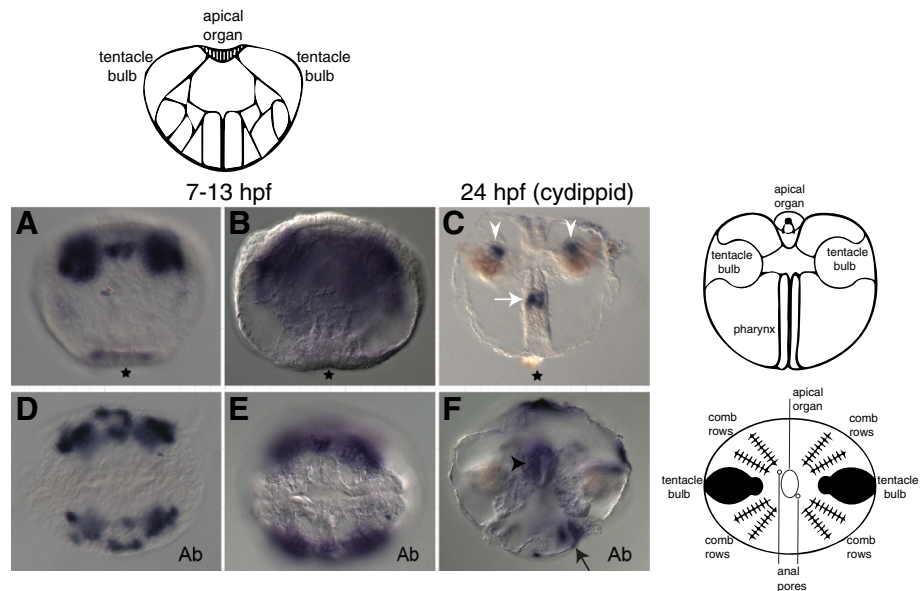 apical
organ
tentacle
bulb
tentacle
bulb
7-13 hpf
24 hpf (cydippid)
A
B
C
apical
organ
tentacle
bulb
tentacle
bulb
pharynx
D
Ab
E
Ab
F
Ab
apical
organ
comb
rows
comb
rows
tentacle
bulb
tentacle
bulb
comb
rows
comb
rows
anal
pores